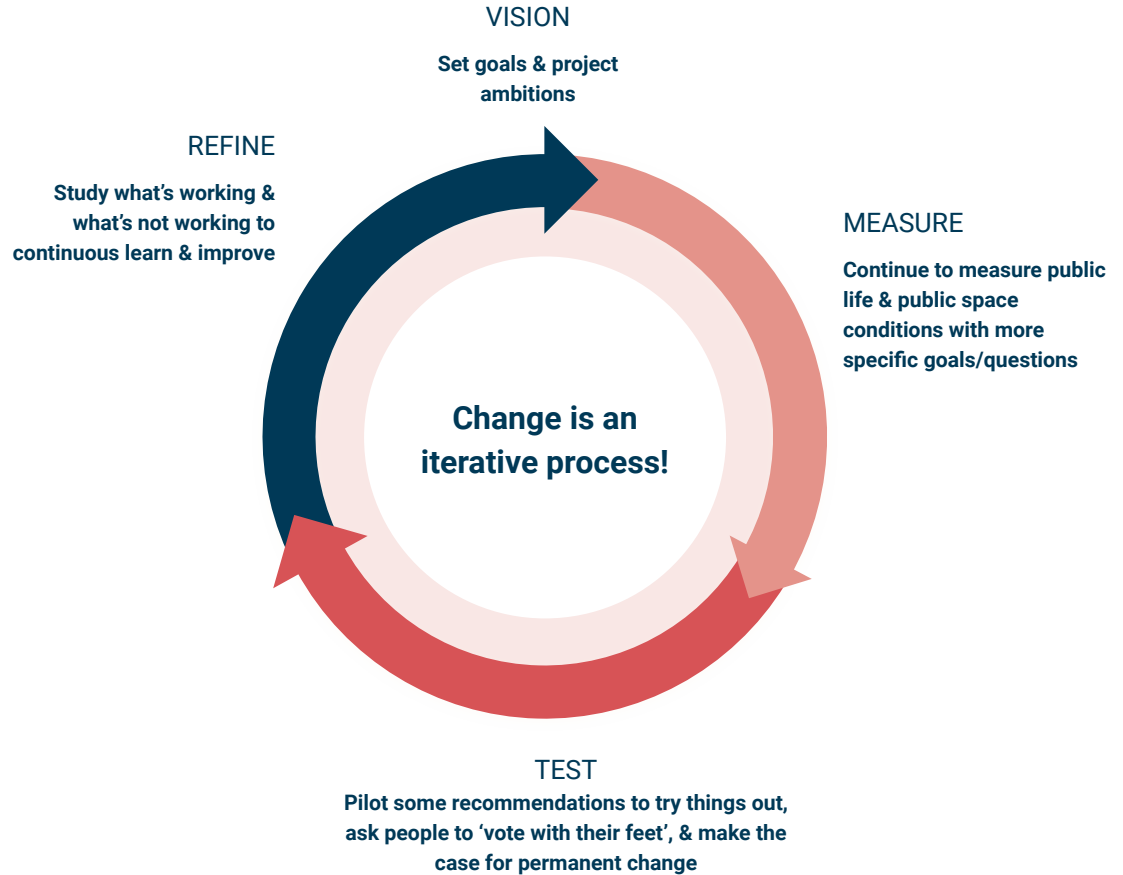 VISION
Set goals & project
ambitions
REFINE
Study what’s working &
what’s not working to
continuous learn & improve
MEASURE
Continue to measure public
life & public space
conditions with more
specific goals/questions
Change is an
iterative process!
TEST
Pilot some recommendations to try things out,
ask people to ‘vote with their feet’, & make the
case for permanent change